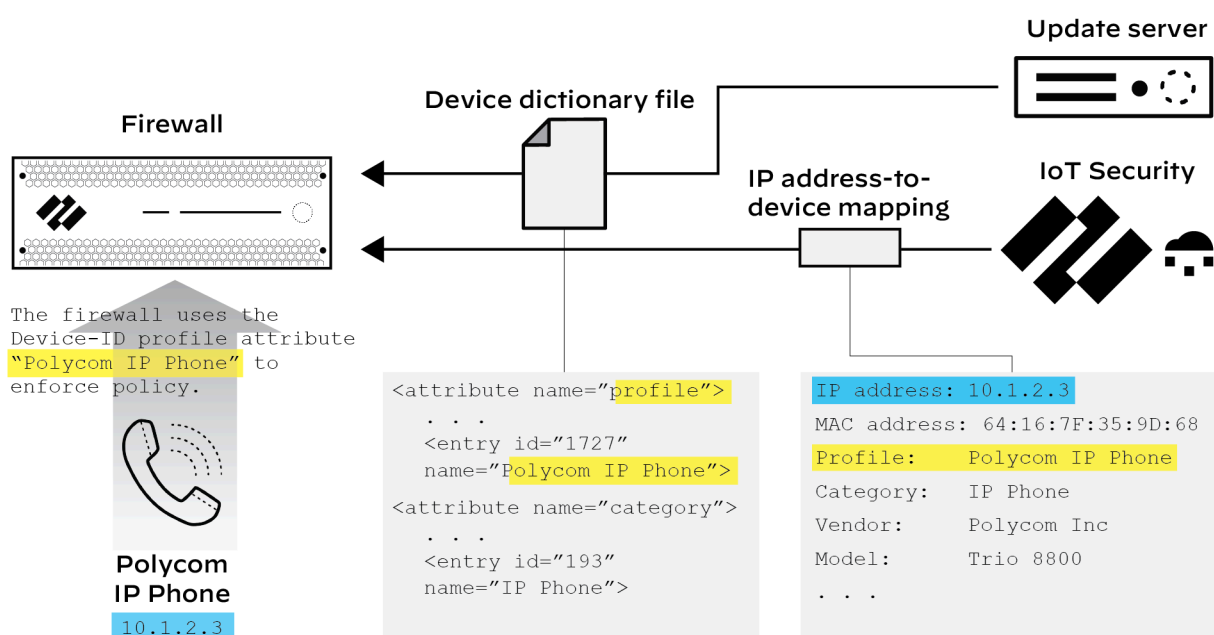 Update server
Device dictionary file
Firewall
IoT Security
IP address-to-
device mapping
The firewall uses the
Device-ID profile attribute
“Polycom IP Phone” to
enforce policy.
Polycom
IP Phone
10.1.2.3
<attribute name=”profile”>
. . .
<entry id=”1727”
name=”Polycom IP Phone”>
<attribute name=”category”>
. . .
<entry id=”193”
name=”IP Phone”>
IP address: 10.1.2.3
MAC address: 64:16:7F:35:9D:68
Profile: Polycom IP Phone
Category: IP Phone
Vendor: Polycom Inc
Model: Trio 8800
. . .